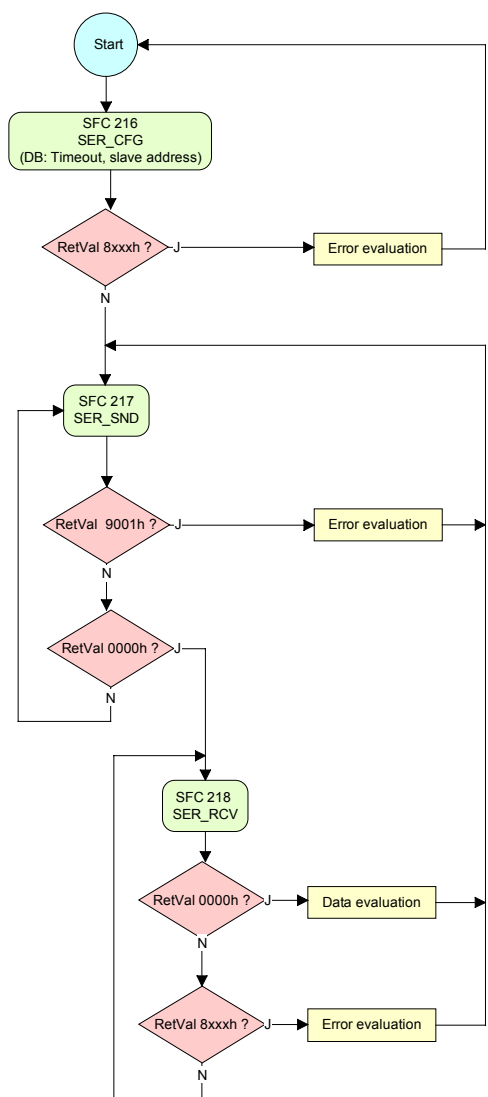 Start
SFC 216
SER_CFG
(DB: Timeout, slave address)
RetVal 8xxxh ?
J
Error evaluation
N
SFC 217
SER_SND
RetVal  9001h ?
J
Error evaluation
N
RetVal 0000h ?
J
N
SFC 218
SER_RCV
RetVal 0000h ?
J
Data evaluation
N
RetVal 8xxxh ?
J
Error evaluation
N